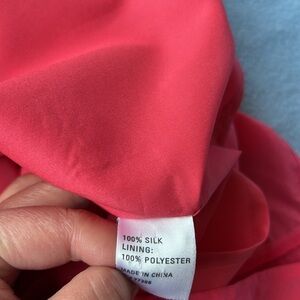 100% SILK
LINING:
100% POLYESTER
MADE IN CHINA